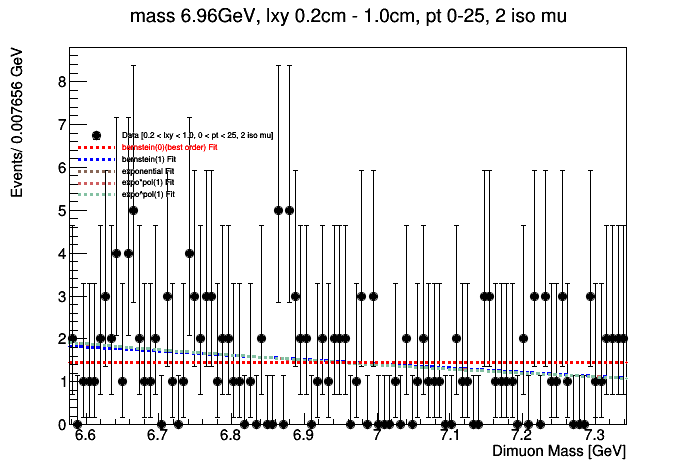 mass 6.96GeV, lxy 0.2cm - 1.0cm, pt 0-25, 2 iso mu
Events/ 0.007656 GeV
8
7
Data [0.2 < lxy < 1.0, 0 < pt < 25, 2 iso mu]
bernstein(0)(best order) Fit
bernstein(1) Fit
exponential Fit
expo*pol(1) Fit
expo*pol(1) Fit
6
5
4
3
2
1
0
6.6 6.7 6.8 6.9 7 7.1 7.2 7.3
Dimuon Mass [GeV]